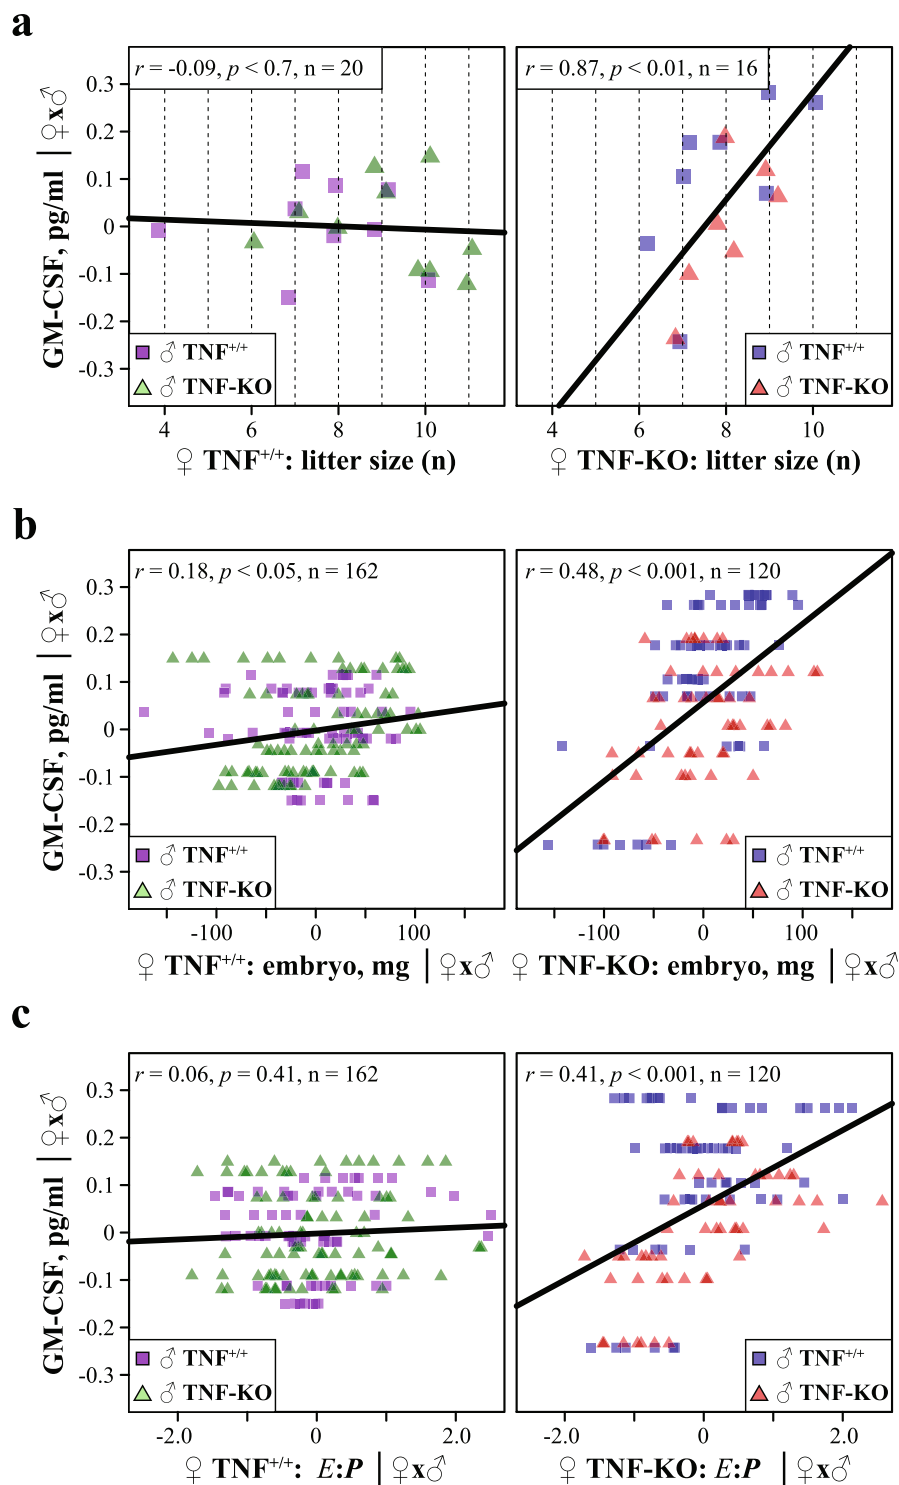 a
r = -0.09, p < 0.7, n = 20
r = 0.87, p < 0.01, n = 16
GM-CSF, pg/ml | ♀x♂
0.3
0.2
0.1
0
-0.1
-0.2
-0.3
♂ TNF+/+
♂ TNF-KO
♂ TNF+/+
♂ TNF-KO
4 6 8 10
4 6 8 10
♀ TNF+/+: litter size (n)
♀ TNF-KO: litter size (n)
b
r = 0.18, p < 0.05, n = 162
r = 0.48, p < 0.001, n = 120
GM-CSF, pg/ml | ♀x♂
0.3
0.2
0.1
0
-0.1
-0.2
-0.3
♂ TNF+/+
♂ TNF-KO
♂ TNF+/+
♂ TNF-KO
-100 0 100
-100 0 100
♀ TNF+/+: embryo, mg | ♀x♂
♀ TNF-KO: embryo, mg | ♀x♂
c
r = 0.06, p = 0.41, n = 162
r = 0.41, p < 0.001, n = 120
GM-CSF, pg/ml | ♀x♂
0.3
0.2
0.1
0
-0.1
-0.2
-0.3
♂ TNF+/+
♂ TNF-KO
♂ TNF+/+
♂ TNF-KO
-2.0 0 2.0
-2.0 0 2.0
♀ TNF+/+: E:P | ♀x♂
♀ TNF-KO: E:P | ♀x♂